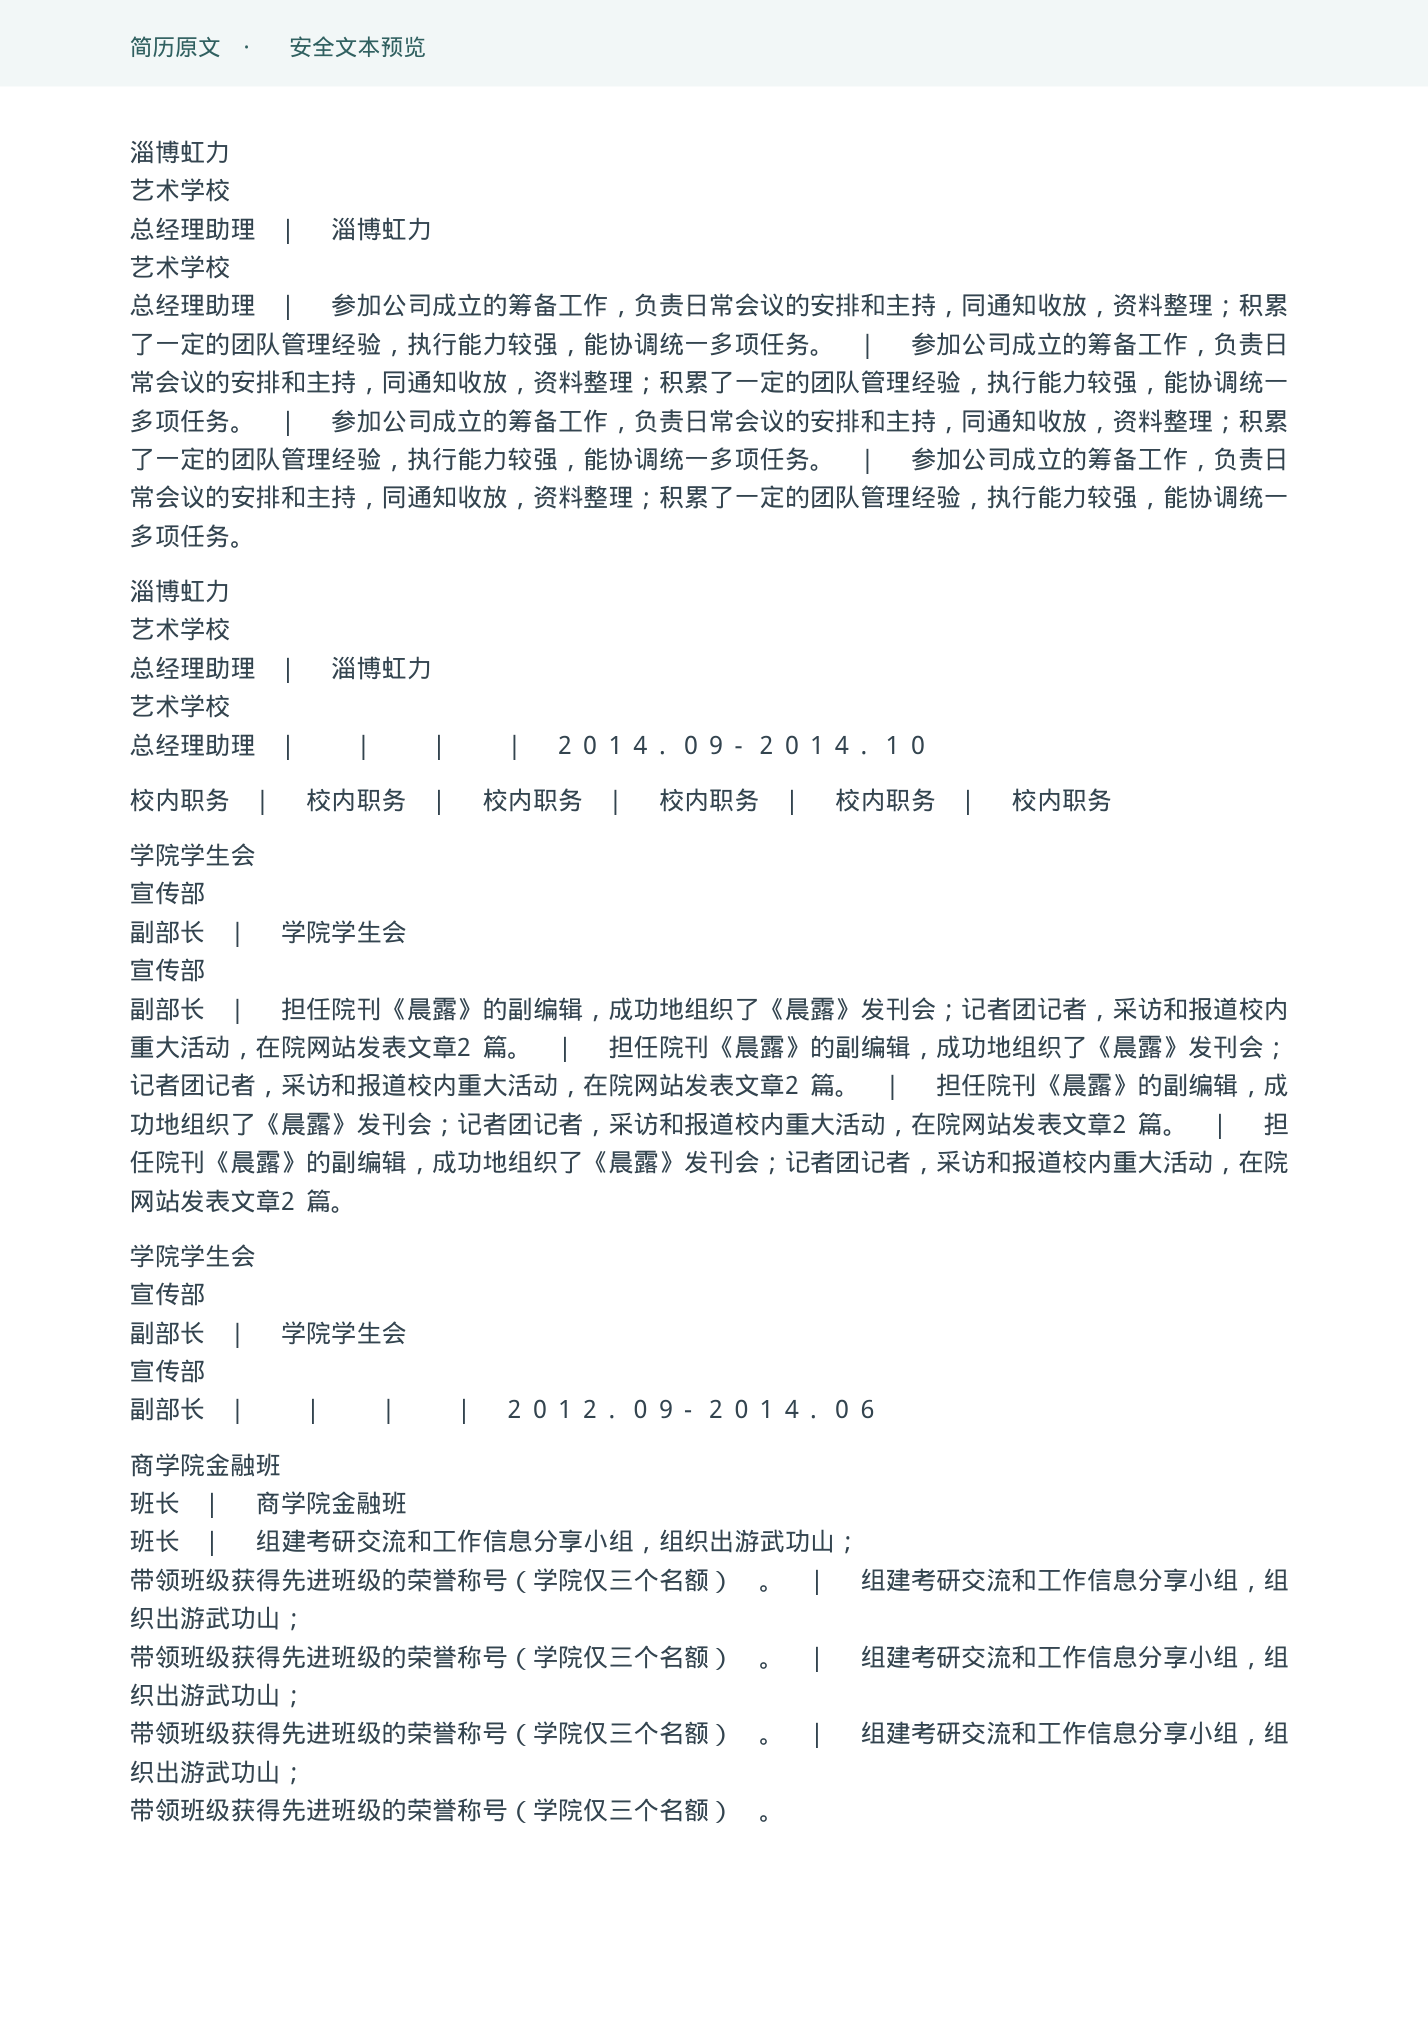 简历原文 · 安全文本预览
淄博虹力
艺术学校
总经理助理 | 淄博虹力
艺术学校
总经理助理 | 参加公司成立的筹备工作，负责日常会议的安排和主持，同通知收放，资料整理；积累
了一定的团队管理经验，执行能力较强，能协调统一多项任务。 | 参加公司成立的筹备工作，负责日
常会议的安排和主持，同通知收放，资料整理；积累了一定的团队管理经验，执行能力较强，能协调统一
多项任务。 | 参加公司成立的筹备工作，负责日常会议的安排和主持，同通知收放，资料整理；积累
了一定的团队管理经验，执行能力较强，能协调统一多项任务。 | 参加公司成立的筹备工作，负责日
常会议的安排和主持，同通知收放，资料整理；积累了一定的团队管理经验，执行能力较强，能协调统一
多项任务。
淄博虹力
艺术学校
总经理助理 | 淄博虹力
艺术学校
总经理助理 | | | | 2014.09-2014.10
校内职务 | 校内职务 | 校内职务 | 校内职务 | 校内职务 | 校内职务
学院学生会
宣传部
副部长 | 学院学生会
宣传部
副部长 | 担任院刊《晨露》的副编辑，成功地组织了《晨露》发刊会；记者团记者，采访和报道校内
重大活动，在院网站发表文章2 篇。 | 担任院刊《晨露》的副编辑，成功地组织了《晨露》发刊会；
记者团记者，采访和报道校内重大活动，在院网站发表文章2 篇。 | 担任院刊《晨露》的副编辑，成
功地组织了《晨露》发刊会；记者团记者，采访和报道校内重大活动，在院网站发表文章2 篇。 | 担
任院刊《晨露》的副编辑，成功地组织了《晨露》发刊会；记者团记者，采访和报道校内重大活动，在院
网站发表文章2 篇。
学院学生会
宣传部
副部长 | 学院学生会
宣传部
副部长 | | | | 2012.09-2014.06
商学院金融班
班长 | 商学院金融班
班长 | 组建考研交流和工作信息分享小组，组织出游武功山；
带领班级获得先进班级的荣誉称号（学院仅三个名额） 。 | 组建考研交流和工作信息分享小组，组
织出游武功山；
带领班级获得先进班级的荣誉称号（学院仅三个名额） 。 | 组建考研交流和工作信息分享小组，组
织出游武功山；
带领班级获得先进班级的荣誉称号（学院仅三个名额） 。 | 组建考研交流和工作信息分享小组，组
织出游武功山；
带领班级获得先进班级的荣誉称号（学院仅三个名额） 。